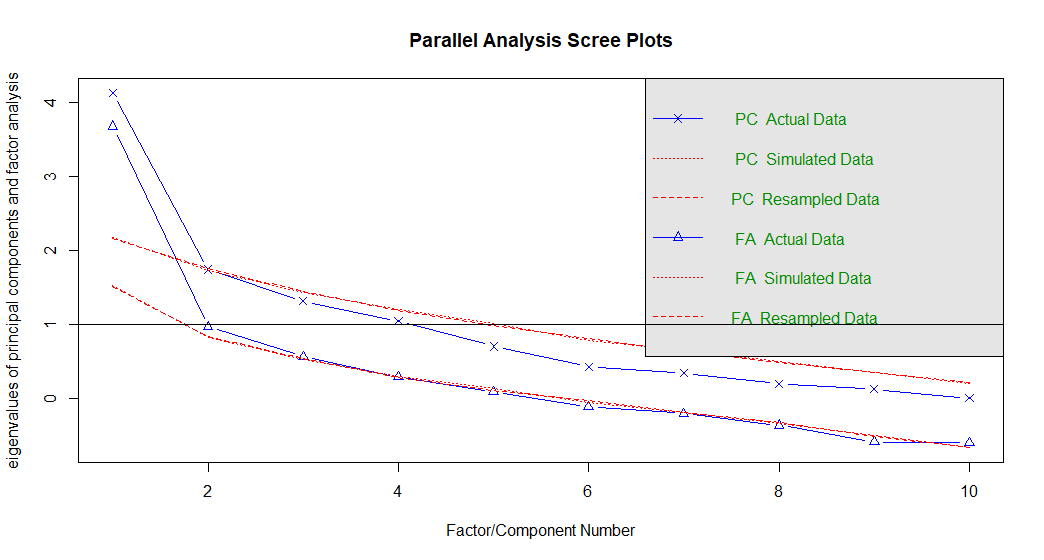 Parallel Analysis Scree Plots
eigenvalues of principal components and factor analysis
4
3
2
1
0
PC  Actual Data
PC  Simulated Data
PC  Resampled Data
FA  Actual Data
FA  Simulated Data
FA  Resampled Data
2 4 6 8 10
Factor/Component Number